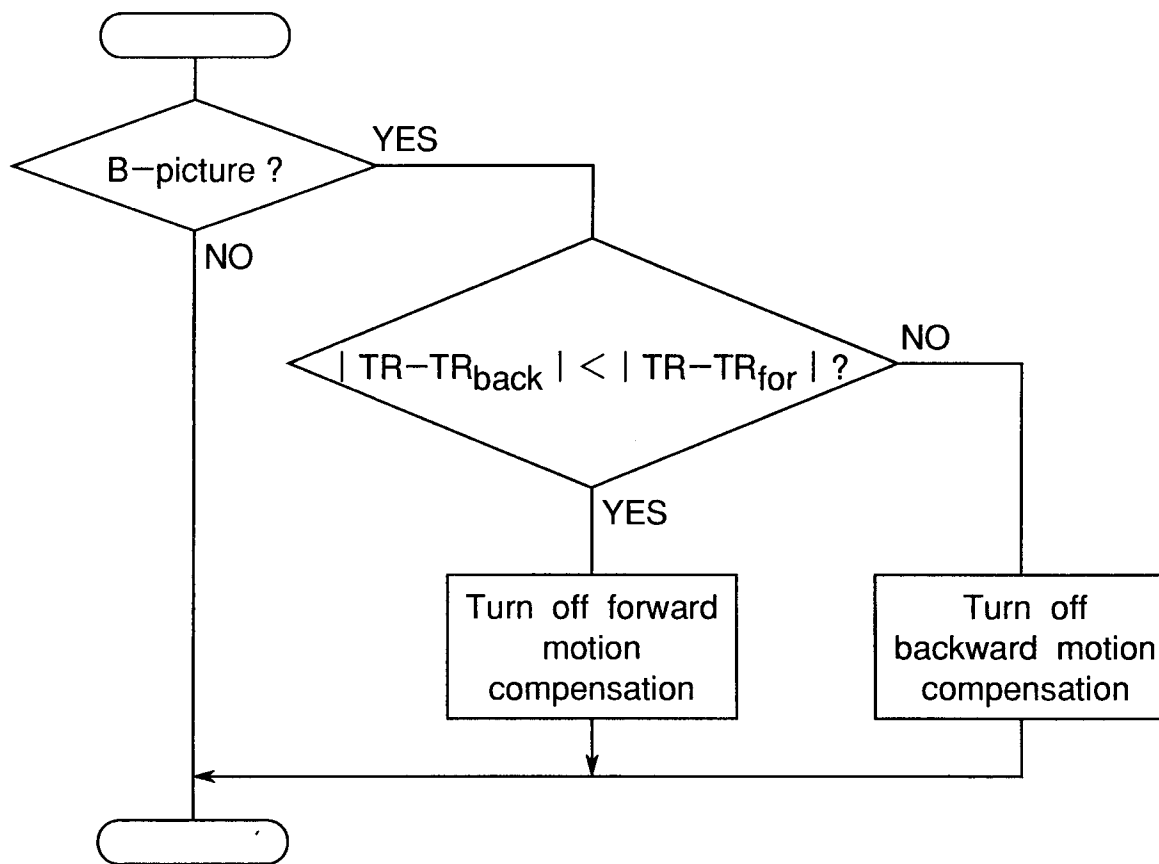 YES
B−picture ?
NO
NO
| TR−TRback | < | TR−TRfor | ?
YES
Turn off forward
motion
compensation
Turn off
backward motion
compensation